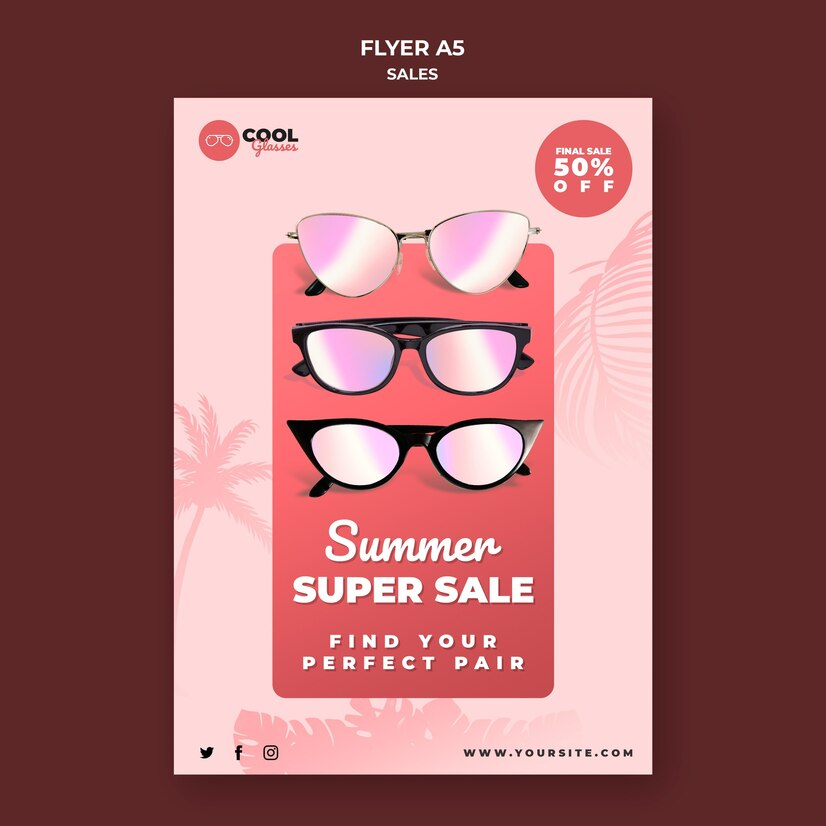 FLYER A5
SALES
COOL
Glasses
FINAL SALE
50%
OFF
Summer
SUPER SALE
FIND YOUR
PERFECT PAIR
WWW.YOURSITE.COM